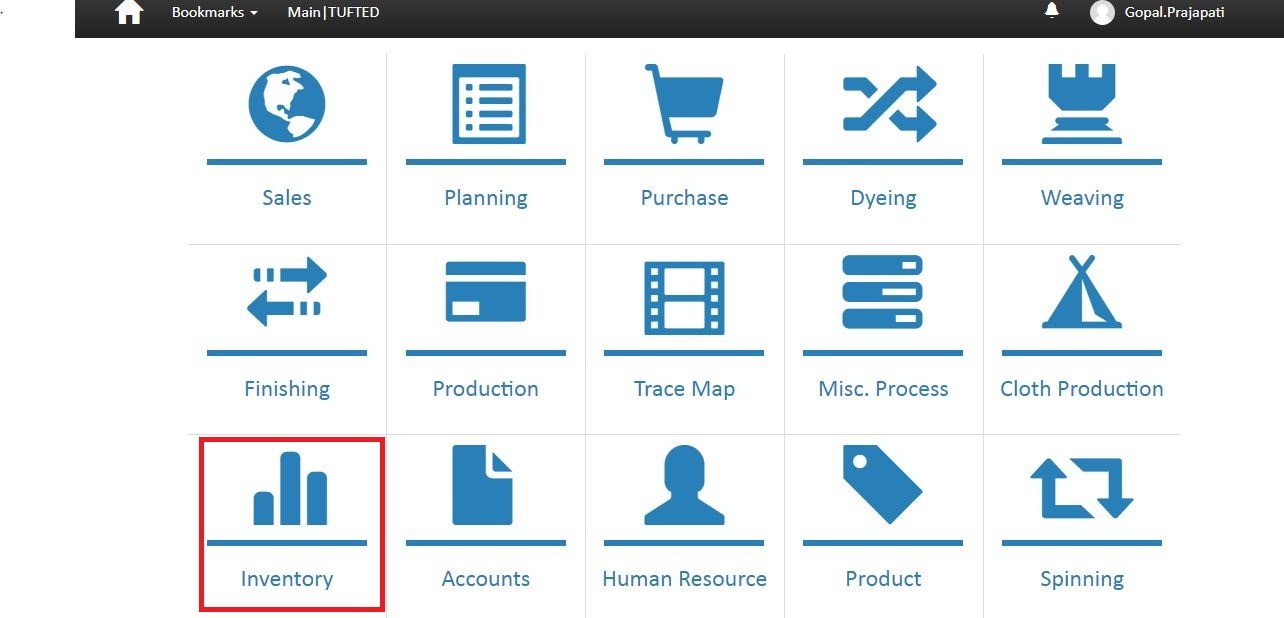 Bookmarks
Main|TUFTED
Gopal.Prajapati
Sales
Planning
Purchase
Dyeing
Weaving
Finishing
Production
Trace Map
Misc. Process
Cloth Production
Inventory
Accounts
Human Resource
Product
Spinning